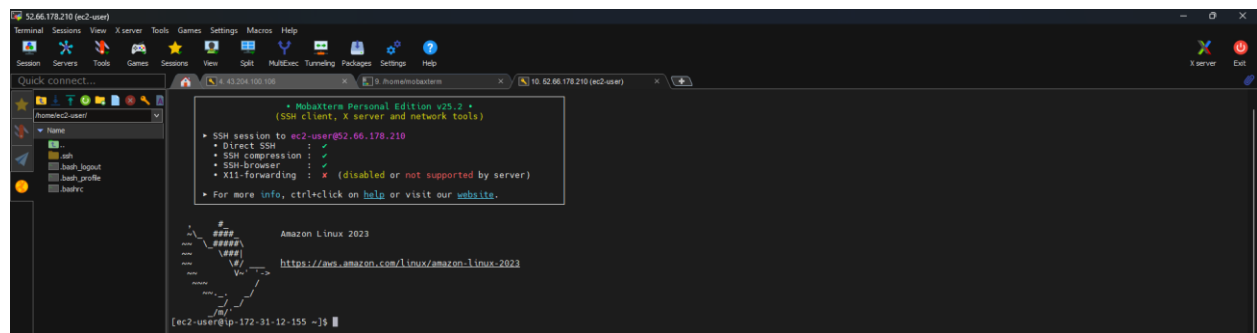 52.66.178.210 (ec2-user)
Terminal Sessions View X server Tools Games Settings Macros Help
Session Servers Tools Games Sessions View Split MultiExec Tunneling Packages Settings Help X server Exit
Quick connect...
4. 43.204.100.106
9. /home/mobaxterm
10. 52.66.178.210 (ec2-user)
/home/ec2-user/
Name
..
.ssh
.bash_logout
.bash_profile
.bashrc
• MobaXterm Personal Edition v25.2 •
(SSH client, X server and network tools)
▸ SSH session to ec2-user@52.66.178.210
• Direct SSH : ✓
• SSH compression : ✓
• SSH-browser : ✓
• X11-forwarding : ✗ (disabled or not supported by server)
▸ For more info, ctrl+click on help or visit our website.
, #_
~\_ ####_ Amazon Linux 2023
~~ \_#####\
~~ \###|
~~ \#/ ___ https://aws.amazon.com/linux/amazon-linux-2023
~~ V~' '->
~~~ /
~~._. _/
_/ _/
_/m/'
[ec2-user@ip-172-31-12-155 ~]$